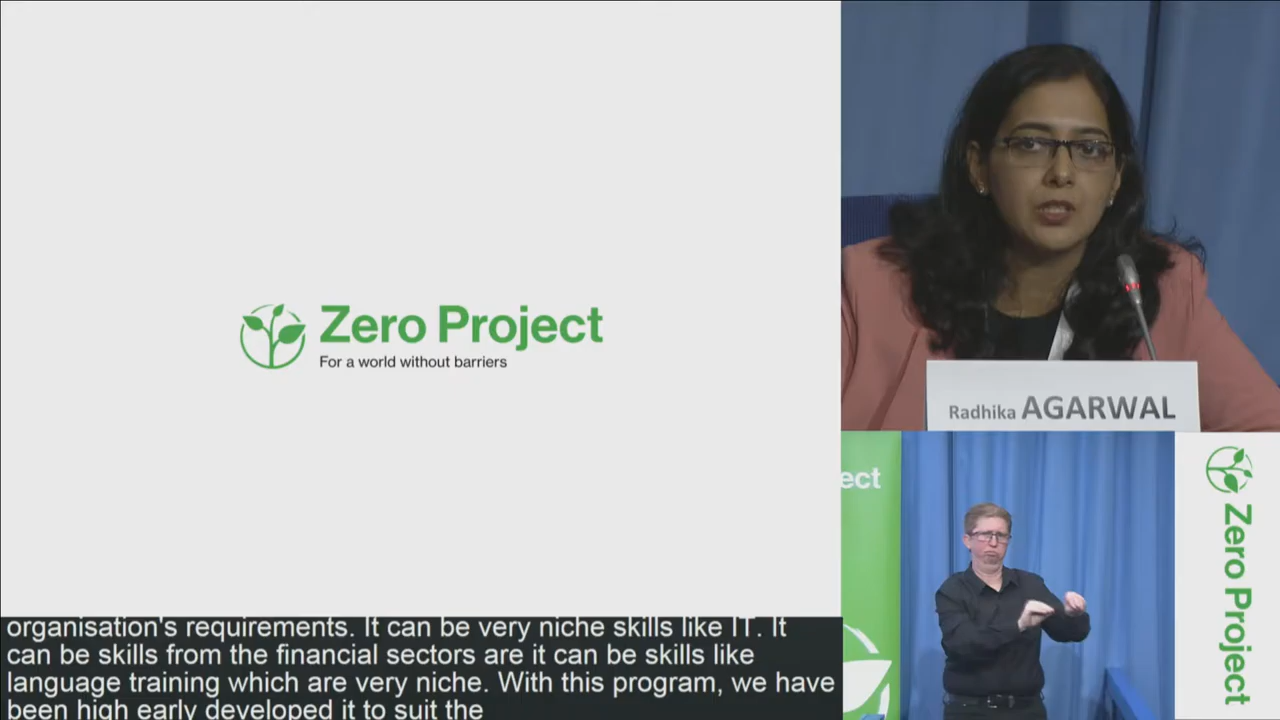 Zero Project
For a world without barriers
Radhika AGARWAL
ect
Zero Project
organisation's requirements. It can be very niche skills like IT. It
can be skills from the financial sectors are it can be skills like
language training which are very niche. With this program, we have
been high early developed it to suit the